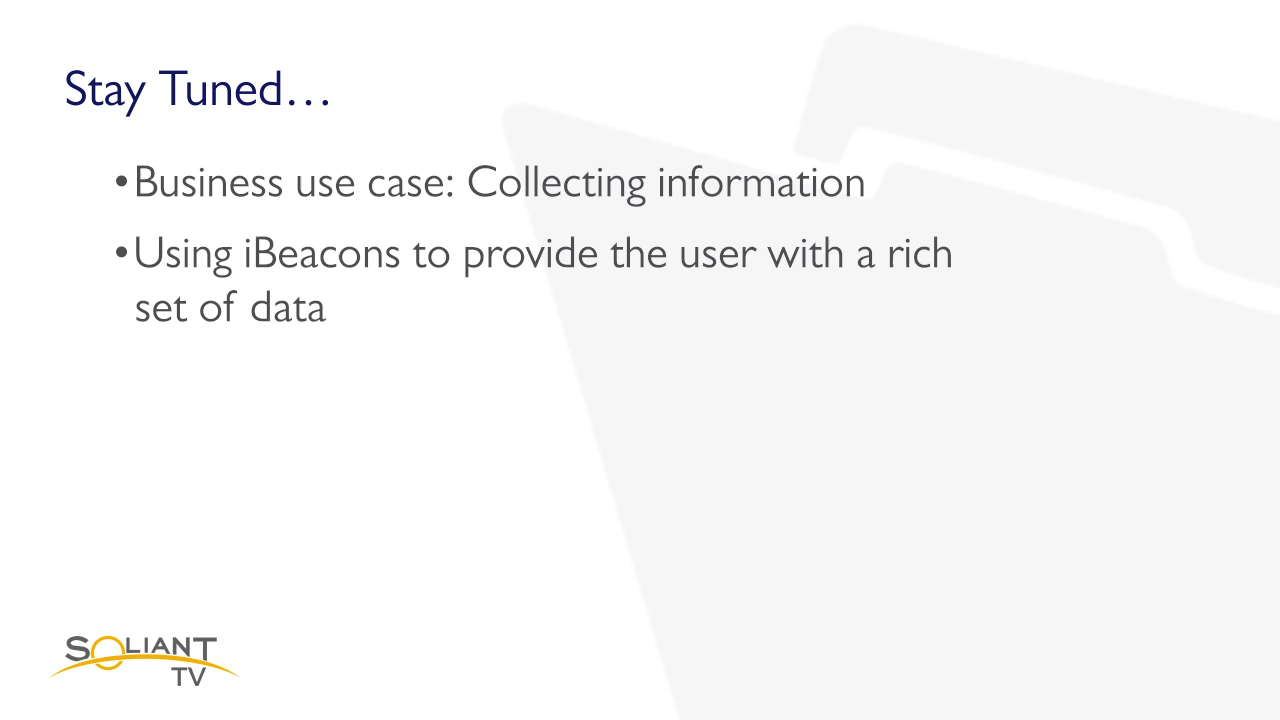 Stay Tuned…
•Business use case: Collecting information
•Using iBeacons to provide the user with a rich
set of data
SOLIANT
TV